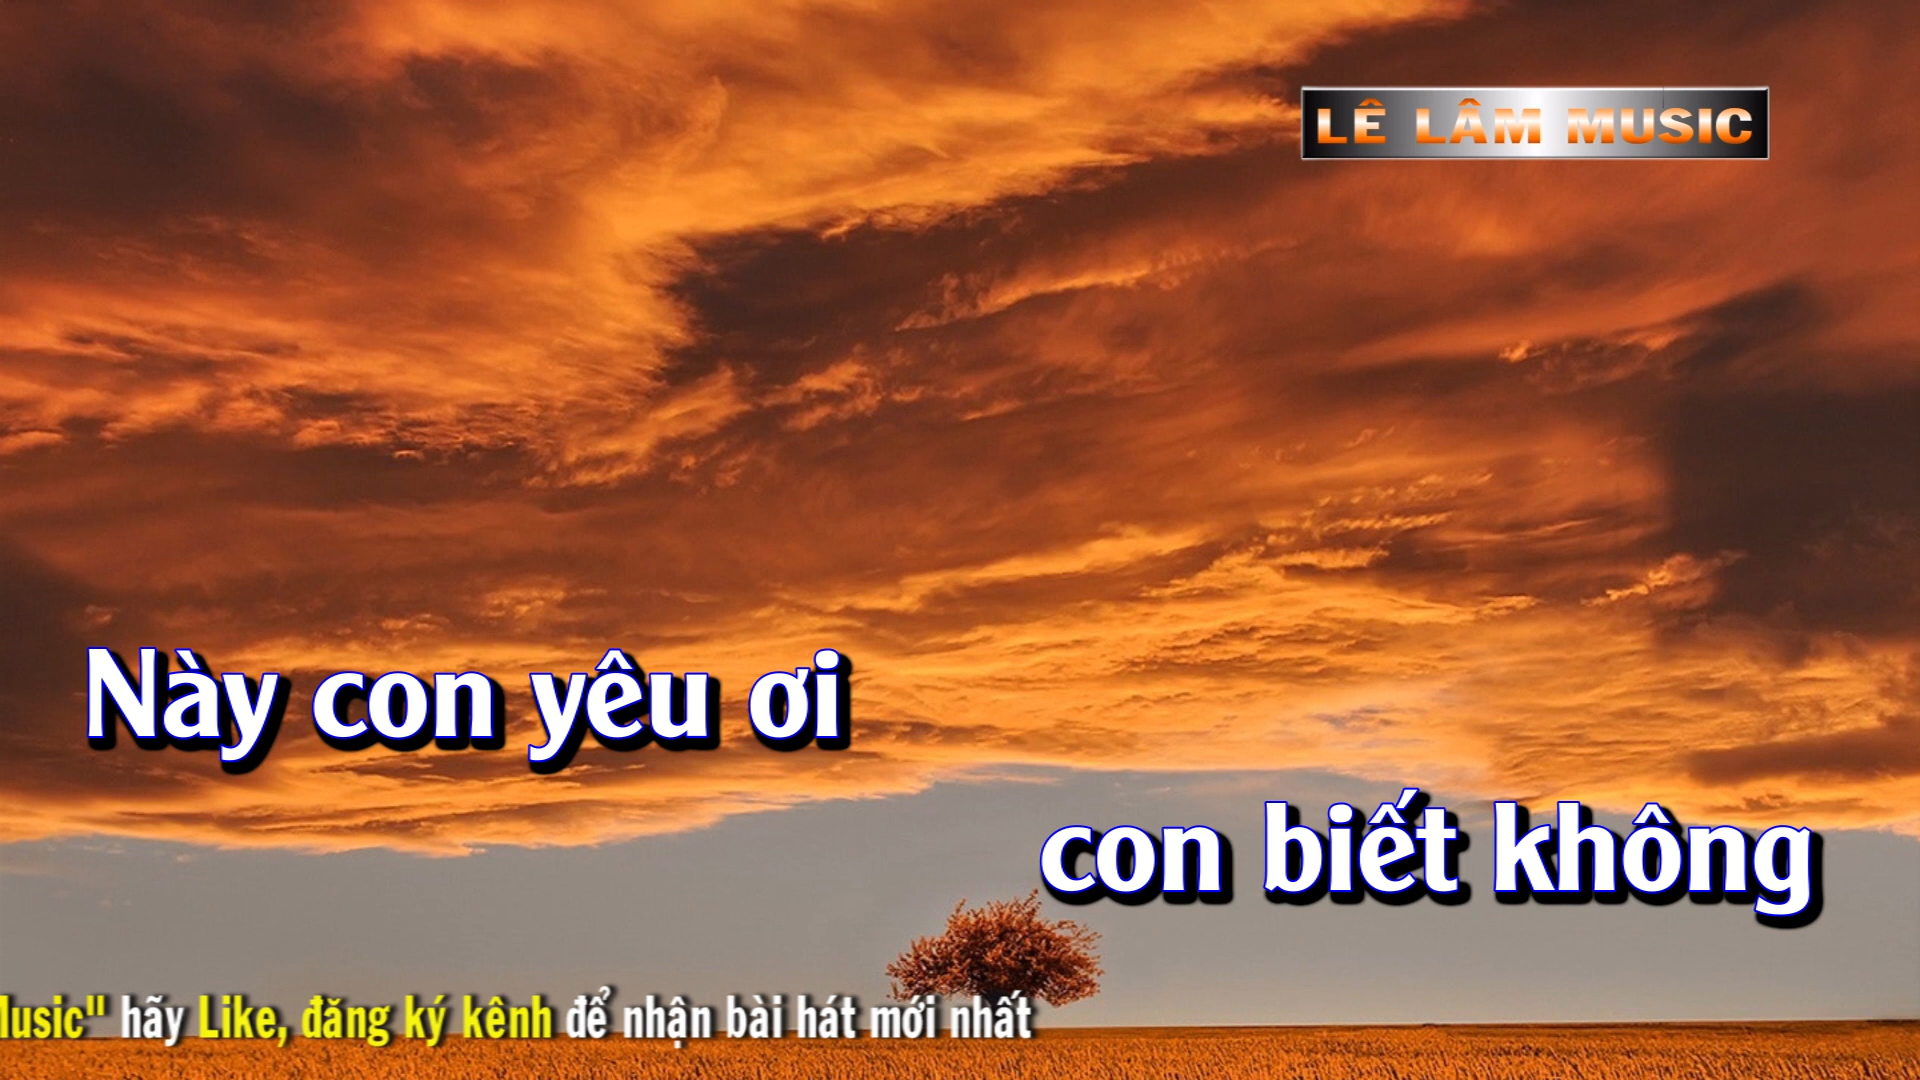 LÊ LÂM MUSIC
Này con yêu ơi
con biết không
Music" hãy Like, đăng ký kênh để nhận bài hát mới nhất